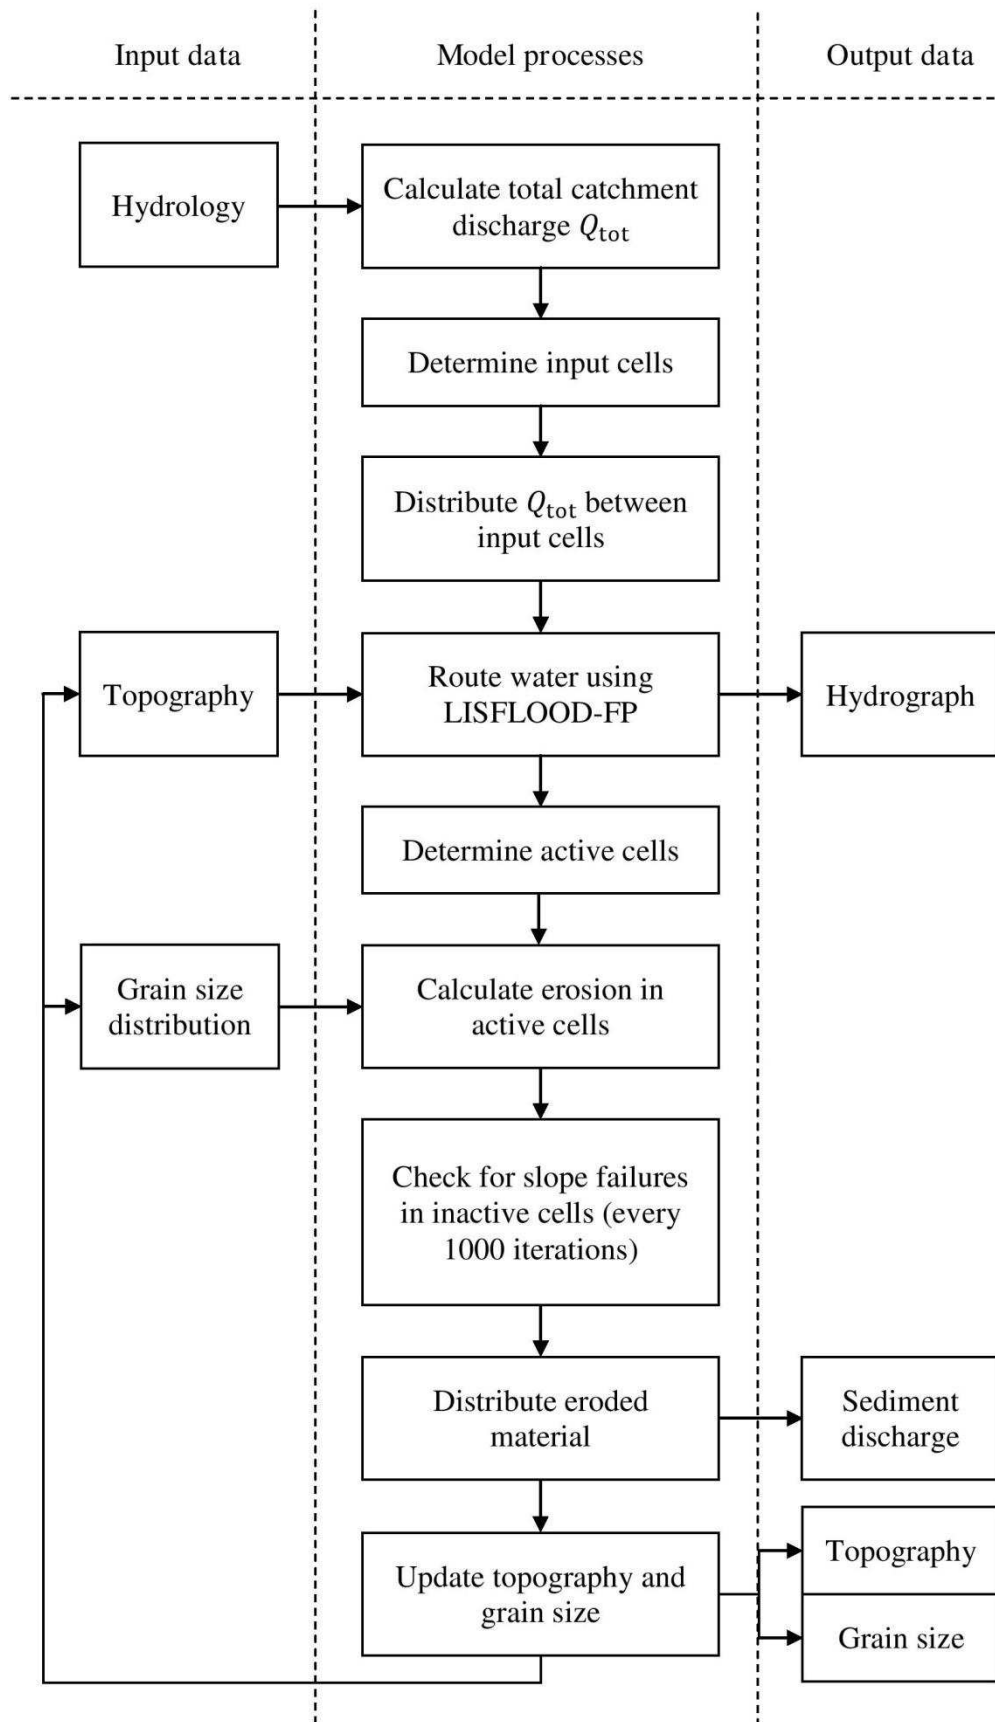 Input data
Model processes
Output data
Hydrology
Calculate total catchment
discharge Q_tot
Determine input cells
Distribute Q_tot between
input cells
Topography
Route water using
LISFLOOD-FP
Hydrograph
Determine active cells
Grain size
distribution
Calculate erosion in
active cells
Check for slope failures
in inactive cells (every
1000 iterations)
Distribute eroded
material
Sediment
discharge
Update topography and
grain size
Topography
Grain size